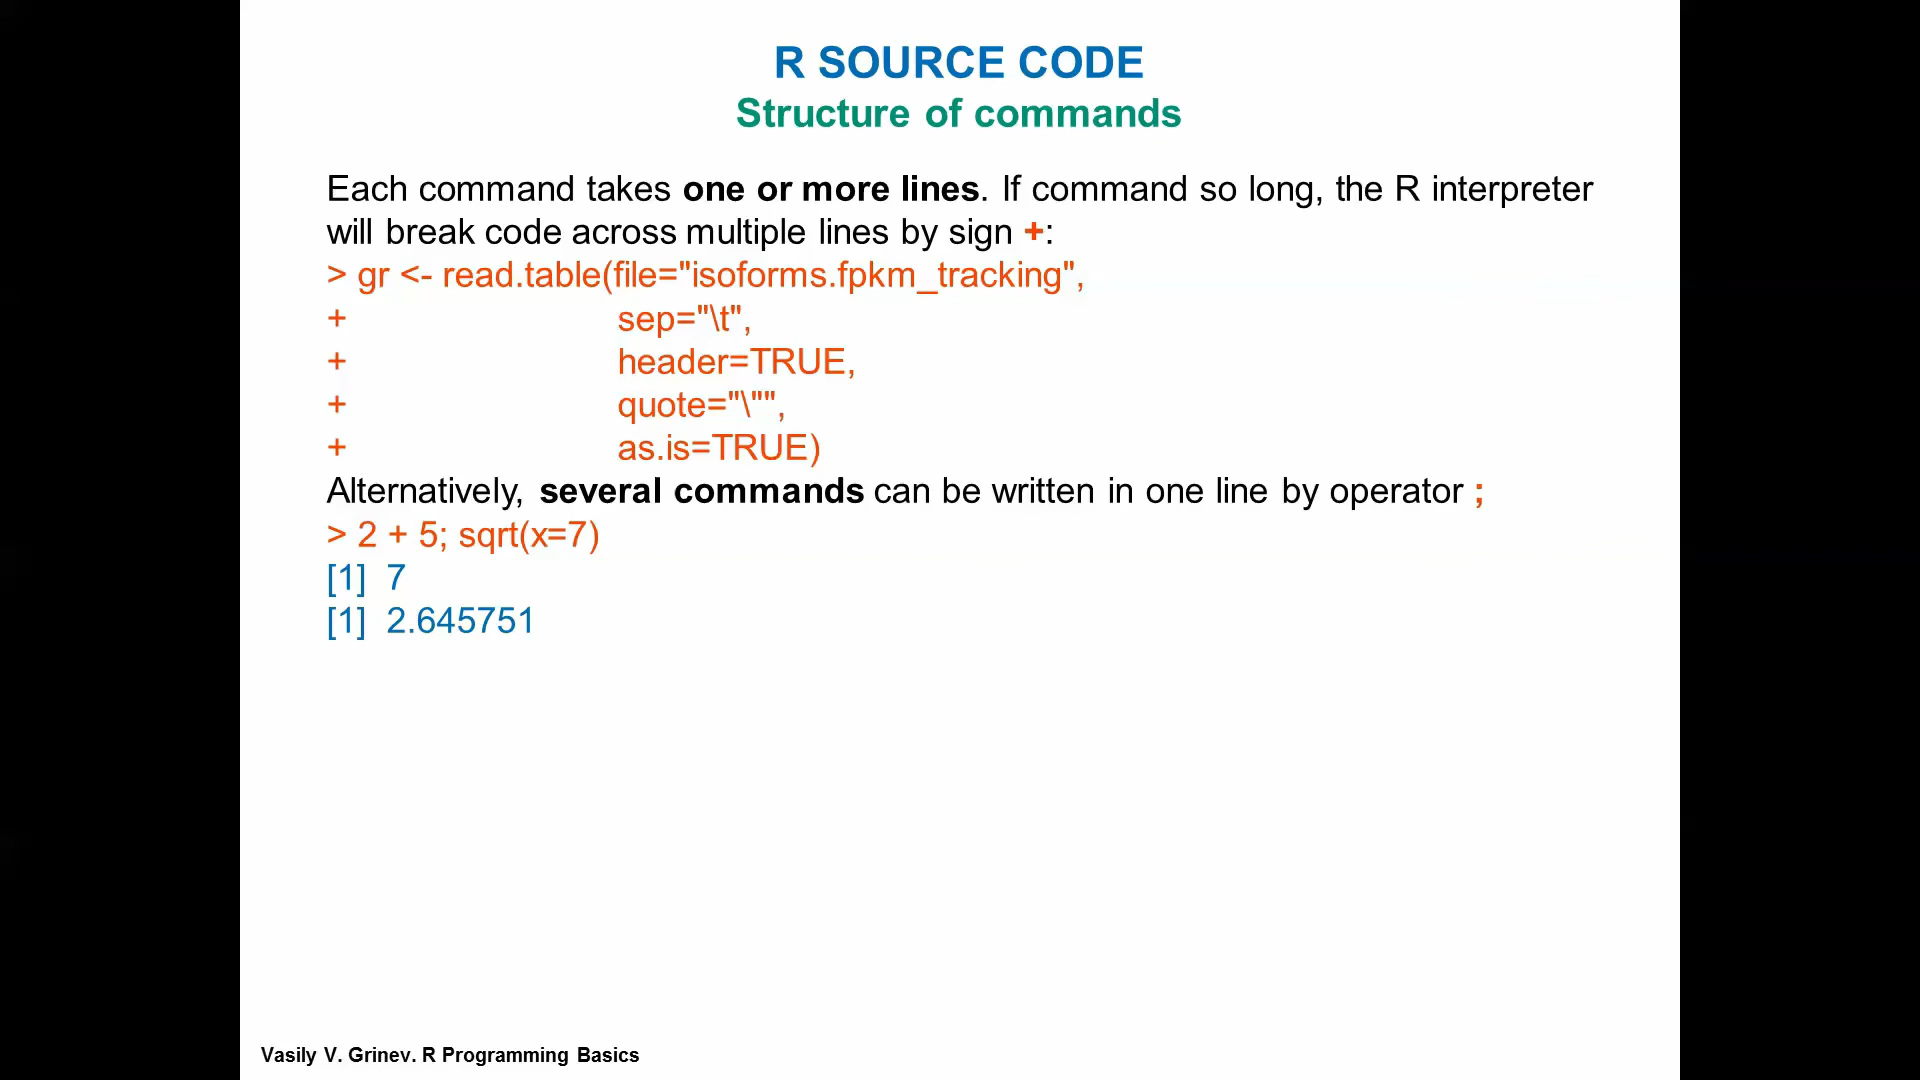 R SOURCE CODE
Structure of commands
Each command takes one or more lines. If command so long, the R interpreter
will break code across multiple lines by sign +:
> gr <- read.table(file="isoforms.fpkm_tracking",
+ sep="\t",
+ header=TRUE,
+ quote="\"",
+ as.is=TRUE)
Alternatively, several commands can be written in one line by operator ;
> 2 + 5; sqrt(x=7)
[1] 7
[1] 2.645751
Vasily V. Grinev. R Programming Basics